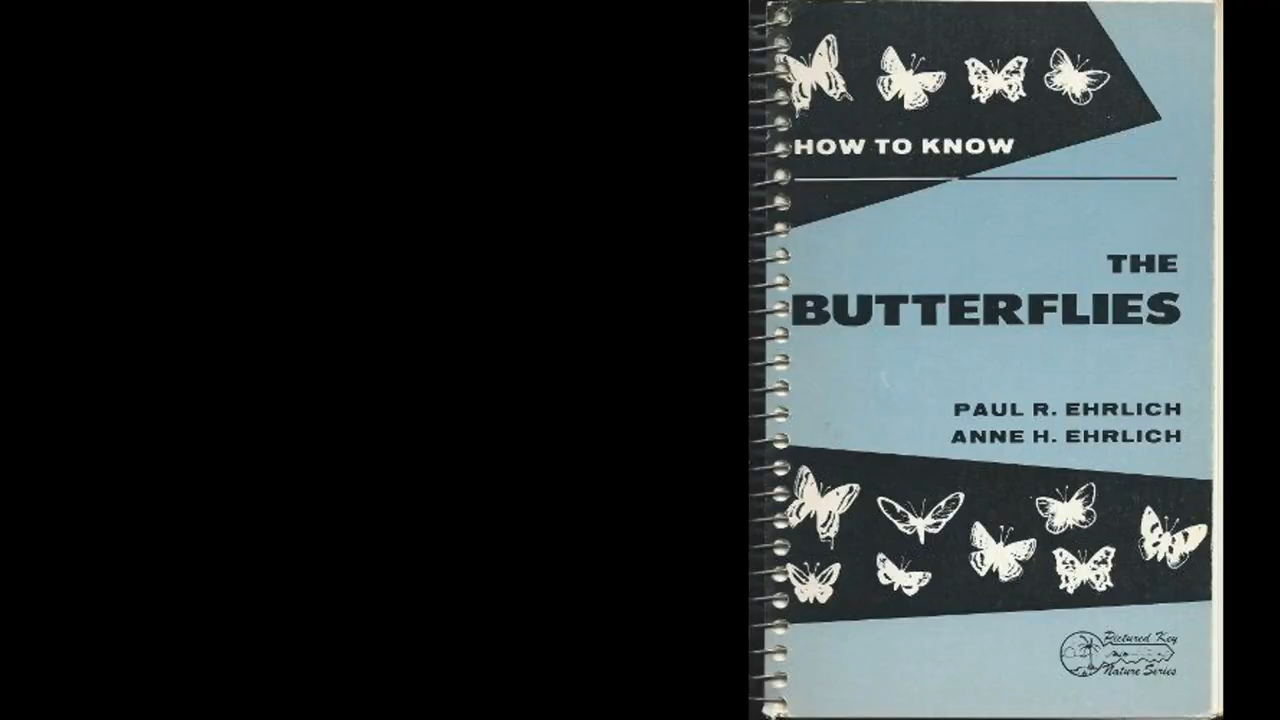 HOW TO KNOW
THE
BUTTERFLIES
PAUL R. EHRLICH
ANNE H. EHRLICH
Pictured Key
Nature Series